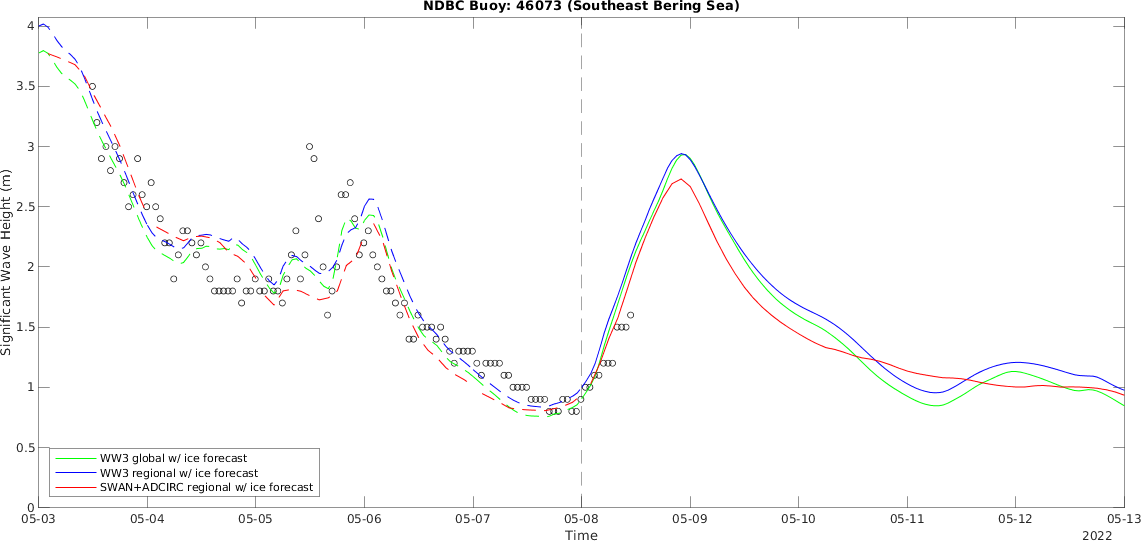 NDBC Buoy: 46073 (Southeast Bering Sea)
4
3.5
3
2.5
2
1.5
1
0.5
0
Significant Wave Height (m)
WW3 global w/ ice forecast
WW3 regional w/ ice forecast
SWAN+ADCIRC regional w/ ice forecast
05-03 05-04 05-05 05-06 05-07 05-08 05-09 05-10 05-11 05-12 05-13
Time
2022